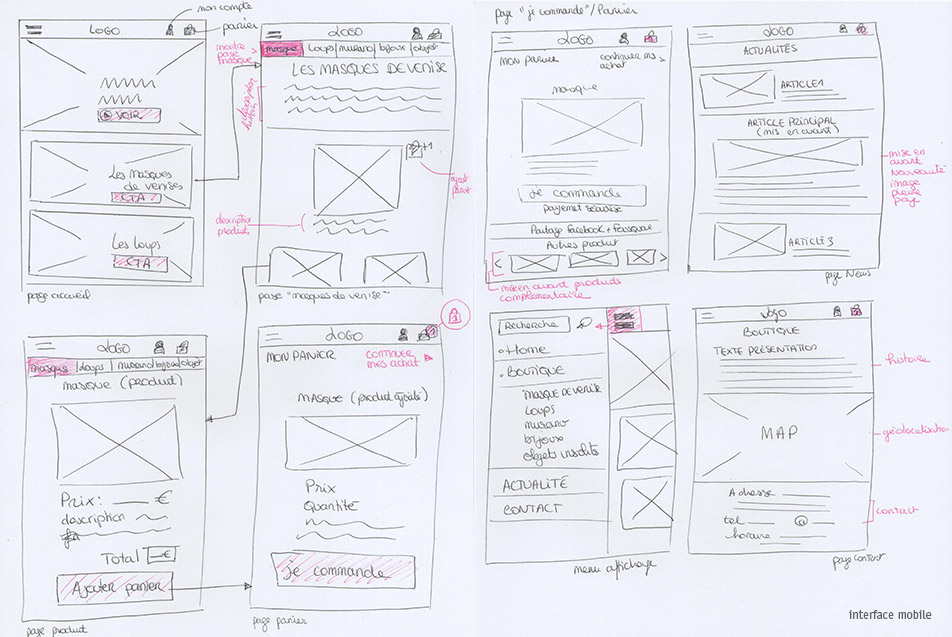 mon compte
panier
LOGO
VOIR
Les masques
de venises
CTA
Les loups
CTA
page accueil
LOGO
montre
page
masque
masque
Loups/murano/bijoux/objet
LES MASQUES DE VENISE
description
+1
ajout
description
produit
page "masques de venise"
page "je commande"/Panier
LOGO
MON PANIER
continuer mes
achat >
masque
Je commande
payement sécurisé
Partage Facebook + Foursquare
Autres produit
< >
mise en avant produits
complémentaire
LOGO
ACTUALITÉS
ARTICLE 1
ARTICLE PRINCIPAL
(mis en avant)
mise en
avant
nouveauté
image
pleine
page
ARTICLE 3
page News
LOGO
masque
Loups
murano/bijoux/objet
masque (produit)
Prix: €
description
Total €
Ajouter panier
page produit
LOGO
MON PANIER
CONTINUER
MES ACHAT
MASQUE (produit ajouté)
Prix
Quantité
Je commande
page panier
Recherche
Home
BOUTIQUE
masque de venise
Loups
murano
bijoux
objets insolites
ACTUALITÉ
CONTACT
menu affichage
LOGO
BOUTIQUE
TEXTE PRÉSENTATION
histoire
MAP
géolocalisation
Adresse
tel @
horaire
contact
page contact
interface mobile